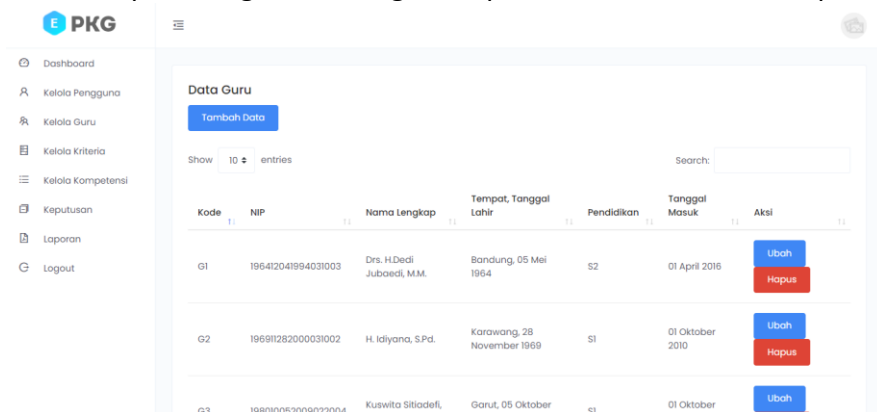 E PKG
Dashboard
Kelola Pengguna
Kelola Guru
Kelola Kriteria
Kelola Kompetensi
Keputusan
Laporan
Logout
Data Guru
Tambah Data
Show 10 entries
Search:
Kode NIP Nama Lengkap Tempat, Tanggal Lahir Pendidikan Tanggal Masuk Aksi
G1 196412041994031003 Drs. H.Dedi Jubaedi, M.M. Bandung, 05 Mei 1964 S2 01 April 2016 Ubah Hapus
G2 196911282000031002 H. Idiyana, S.Pd. Karawang, 28 November 1969 S1 01 Oktober 2010 Ubah Hapus
G3 198010052009022004 Kuswita Sitiadefi, Garut, 05 Oktober S1 01 Oktober Ubah